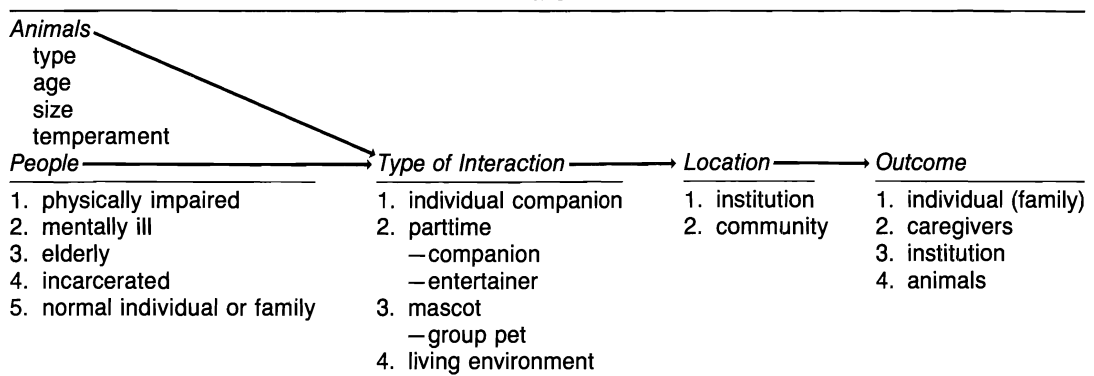 Animals
type
age
size
temperament
People
1. physically impaired
2. mentally ill
3. elderly
4. incarcerated
5. normal individual or family
Type of Interaction
1. individual companion
2. parttime
—companion
—entertainer
3. mascot
—group pet
4. living environment
Location
1. institution
2. community
Outcome
1. individual (family)
2. caregivers
3. institution
4. animals